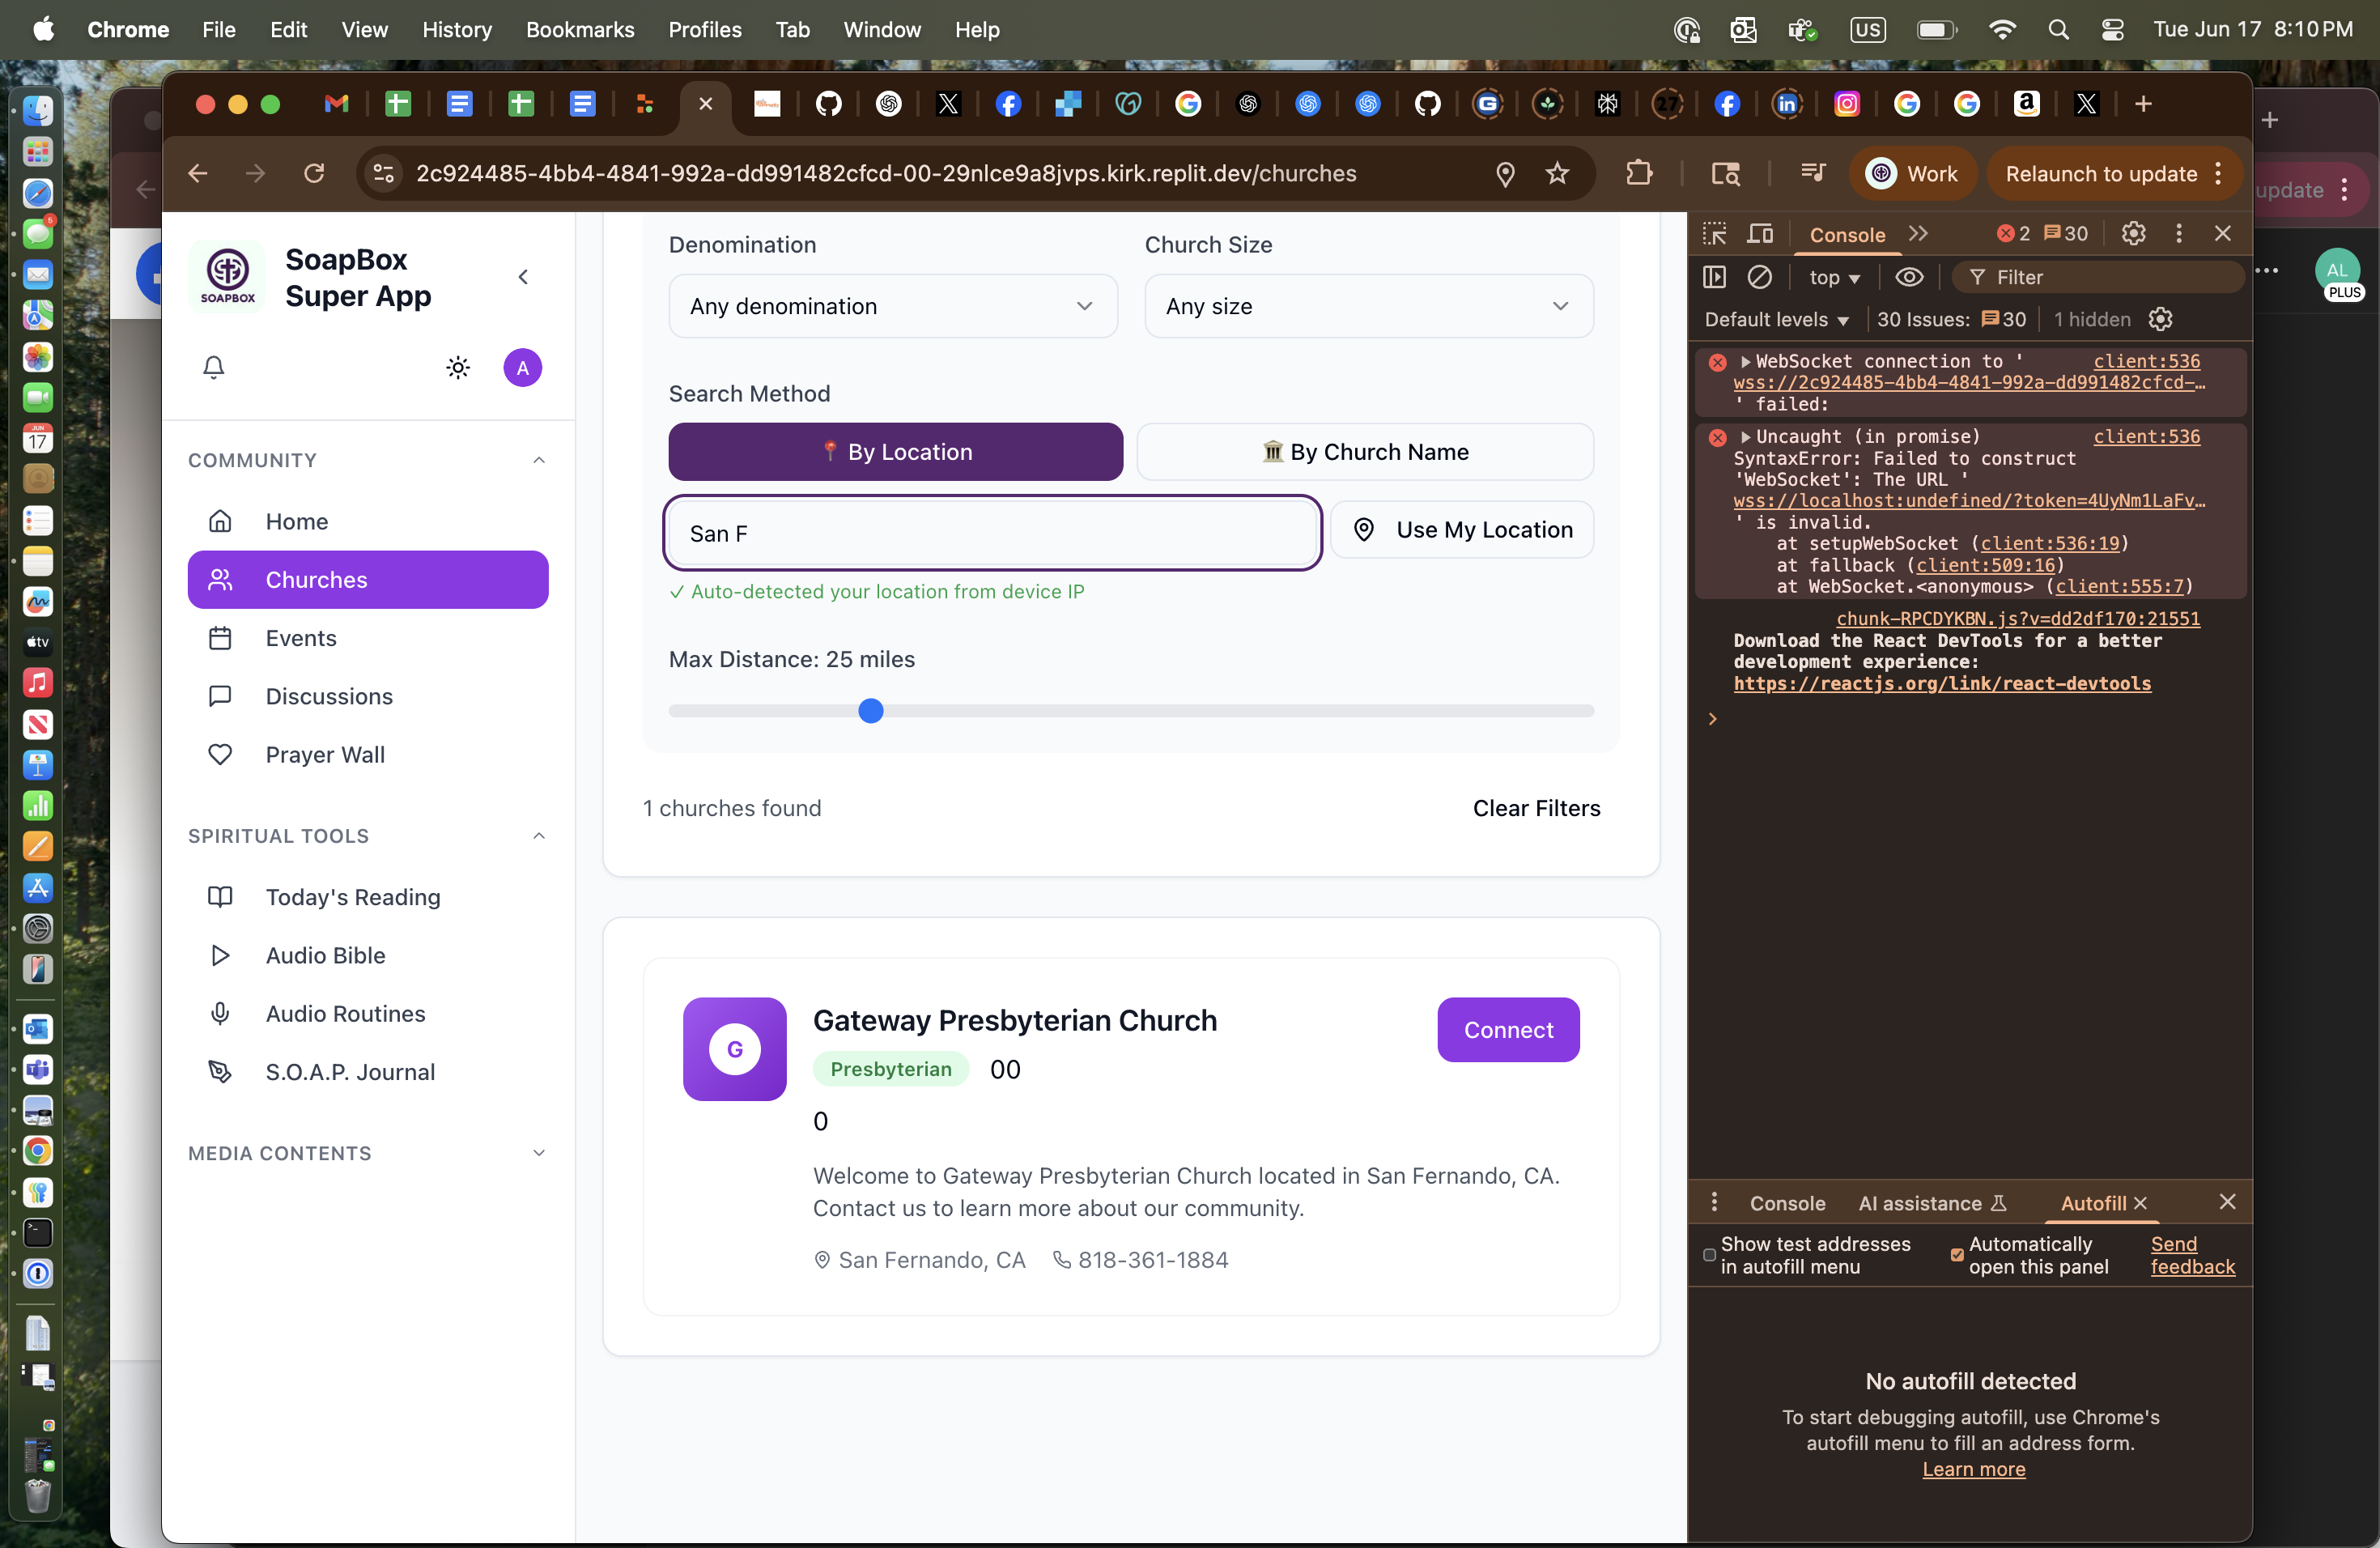 Chrome File Edit View History Bookmarks Profiles Tab Window Help
US Tue Jun 17 8:10 PM
2c924485-4bb4-4841-992a-dd991482cfcd-00-29nlce9a8jvps.kirk.replit.dev/churches
Work
Relaunch to update
update
AL
PLUS
JUN
17
5
tv
27
SOAPBOX
SoapBox
Super App
A
COMMUNITY
Home
Churches
Events
Discussions
Prayer Wall
SPIRITUAL TOOLS
Today's Reading
Audio Bible
Audio Routines
S.O.A.P. Journal
MEDIA CONTENTS
Denomination
Church Size
Any denomination
Any size
Search Method
By Location
By Church Name
San F
Use My Location
✓ Auto-detected your location from device IP
Max Distance: 25 miles
1 churches found
Clear Filters
G
Gateway Presbyterian Church
Connect
Presbyterian
00
0
Welcome to Gateway Presbyterian Church located in San Fernando, CA.
Contact us to learn more about our community.
San Fernando, CA
818-361-1884
Console
2
30
top
Filter
Default levels
30 Issues:
30
1 hidden
WebSocket connection to ' client:536
wss://2c924485-4bb4-4841-992a-dd991482cfcd-…
' failed:
Uncaught (in promise) client:536
SyntaxError: Failed to construct
'WebSocket': The URL '
wss://localhost:undefined/?token=4UyNm1LaFv…
' is invalid.
at setupWebSocket (client:536:19)
at fallback (client:509:16)
at WebSocket.<anonymous> (client:555:7)
chunk-RPCDYKBN.js?v=dd2df170:21551
Download the React DevTools for a better
development experience:
https://reactjs.org/link/react-devtools
Console
AI assistance
Autofill
Show test addresses
in autofill menu
Automatically
open this panel
Send
feedback
No autofill detected
To start debugging autofill, use Chrome's
autofill menu to fill an address form.
Learn more